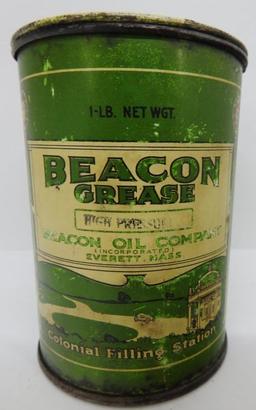 1-LB. NET WGT.
BEACON
GREASE
HIGH PRESSURE
BEACON OIL COMPANY
(INCORPORATED)
EVERETT, MASS
Colonial Filling Station